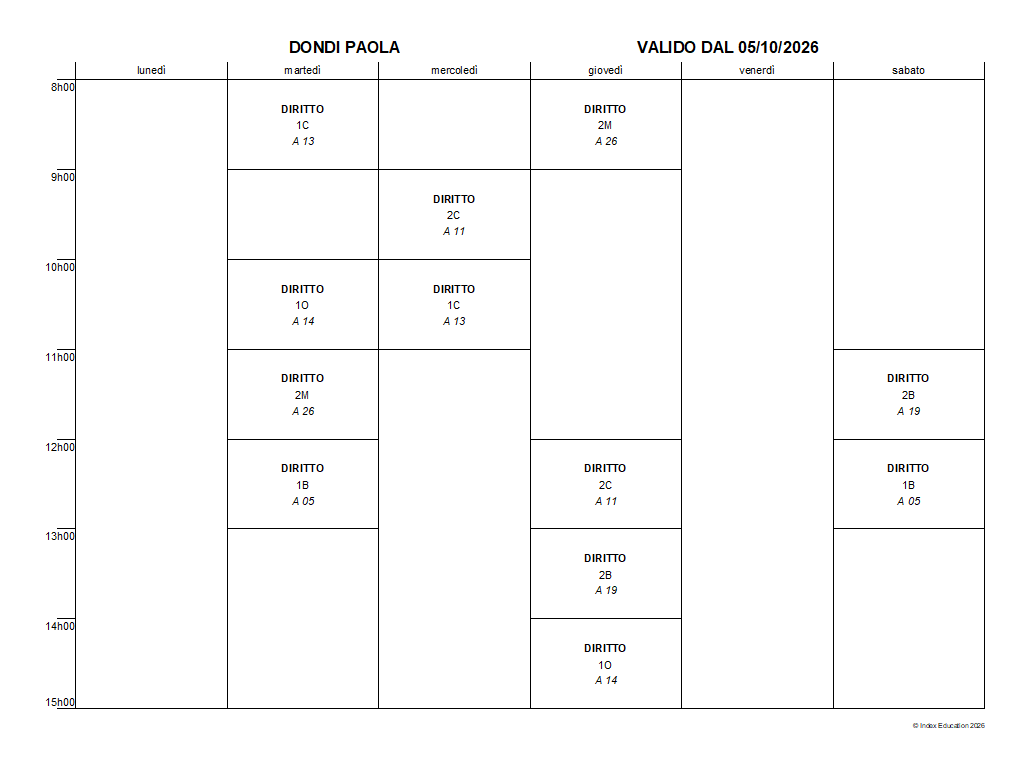 DONDI PAOLA VALIDO DAL 05/10/2026
lunedì martedì mercoledì giovedì venerdì sabato
8h00
DIRITTO DIRITTO
1C 2M
A 13 A 26
9h00
DIRITTO
2C
A 11
10h00
DIRITTO DIRITTO
1O 1C
A 14 A 13
11h00
DIRITTO DIRITTO
2M 2B
A 26 A 19
12h00
DIRITTO DIRITTO DIRITTO
1B 2C 1B
A 05 A 11 A 05
13h00
DIRITTO
2B
A 19
14h00
DIRITTO
1O
A 14
15h00
© Index Education 2026